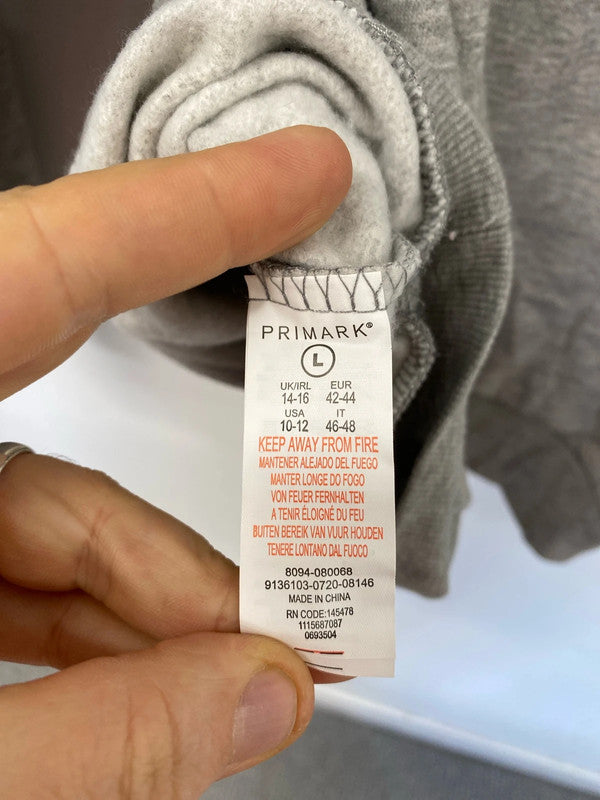 PRIMARK®
L
UK/IRL EUR
14-16 42-44
USA IT
10-12 46-48
KEEP AWAY FROM FIRE
MANTENER ALEJADO DEL FUEGO
MANTER LONGE DO FOGO
VON FEUER FERNHALTEN
A TENIR ÉLOIGNÉ DU FEU
BUITEN BEREIK VAN VUUR HOUDEN
TENERE LONTANO DAL FUOCO
8094-080068
9136103-0720-08146
MADE IN CHINA
RN CODE:145478
1115687087
0693504